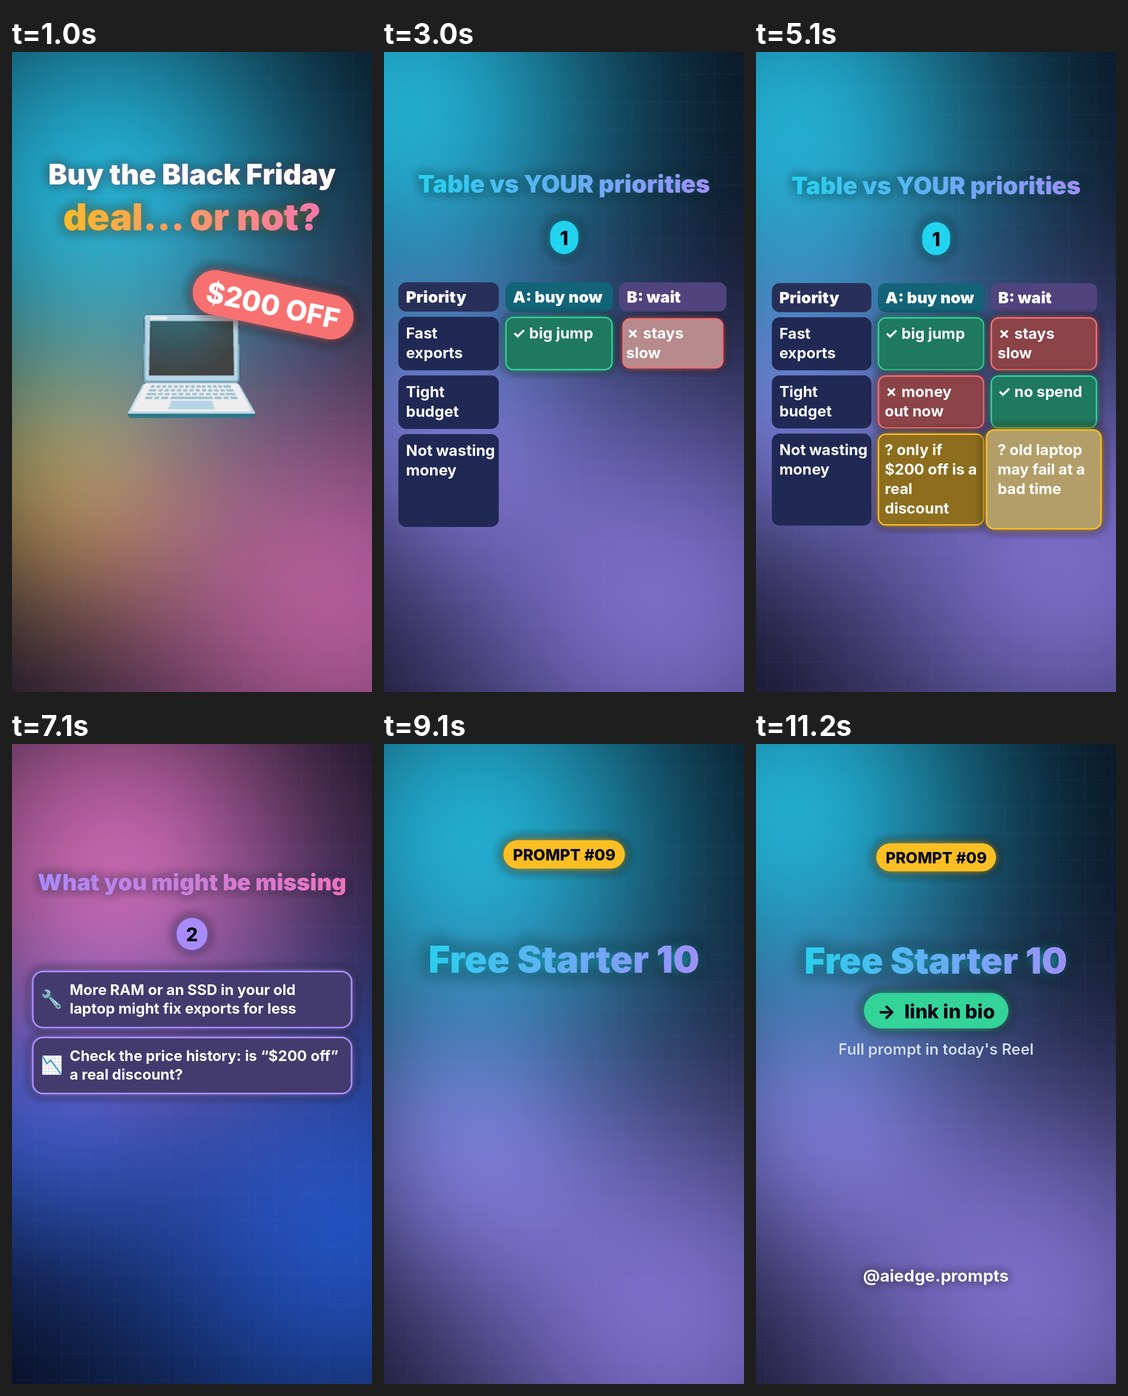 t=1.0s
Buy the Black Friday
deal... or not?
$200 OFF
t=3.0s
Table vs YOUR priorities
1
Priority
A: buy now
B: wait
Fast
exports
✓ big jump
✕ stays
slow
Tight
budget
Not wasting
money
t=5.1s
Table vs YOUR priorities
1
Priority
A: buy now
B: wait
Fast
exports
✓ big jump
✕ stays
slow
Tight
budget
✕ money
out now
✓ no spend
Not wasting
money
? only if
$200 off is a
real
discount
? old laptop
may fail at a
bad time
t=7.1s
What you might be missing
2
More RAM or an SSD in your old
laptop might fix exports for less
Check the price history: is “$200 off”
a real discount?
t=9.1s
PROMPT #09
Free Starter 10
t=11.2s
PROMPT #09
Free Starter 10
→ link in bio
Full prompt in today's Reel
@aiedge.prompts